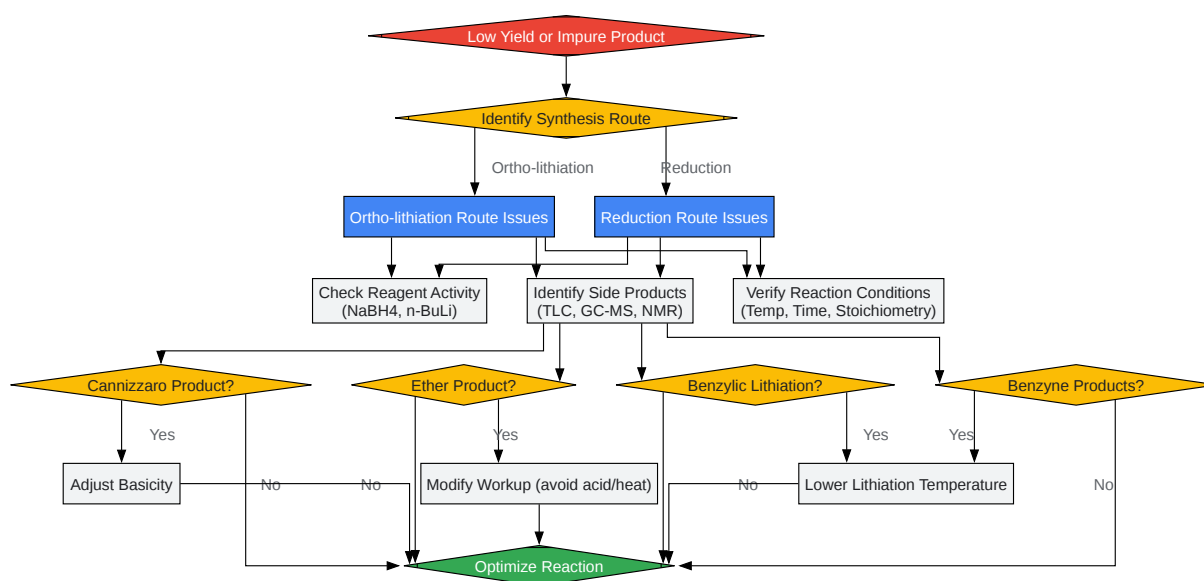 Low Yield or Impure Product
Identify Synthesis Route
Ortho-lithiation
Reduction
Ortho-lithiation Route Issues
Reduction Route Issues
Check Reagent Activity
(NaBH4, n-BuLi)
Identify Side Products
(TLC, GC-MS, NMR)
Verify Reaction Conditions
(Temp, Time, Stoichiometry)
Cannizzaro Product?
Ether Product?
Benzylic Lithiation?
Benzyne Products?
Yes
Yes
Yes
Yes
Adjust Basicity
No
No
Modify Workup (avoid acid/heat)
No
Lower Lithiation Temperature
No
Optimize Reaction